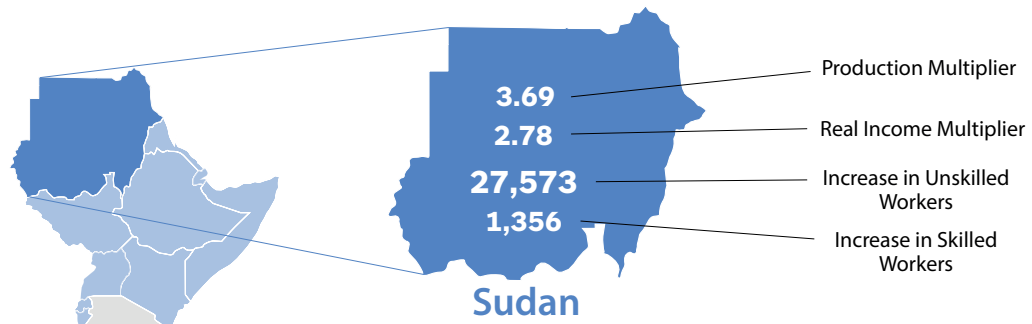 3.69
Production Multiplier
2.78
Real Income Multiplier
27,573
Increase in Unskilled
Workers
1,356
Increase in Skilled
Workers
Sudan